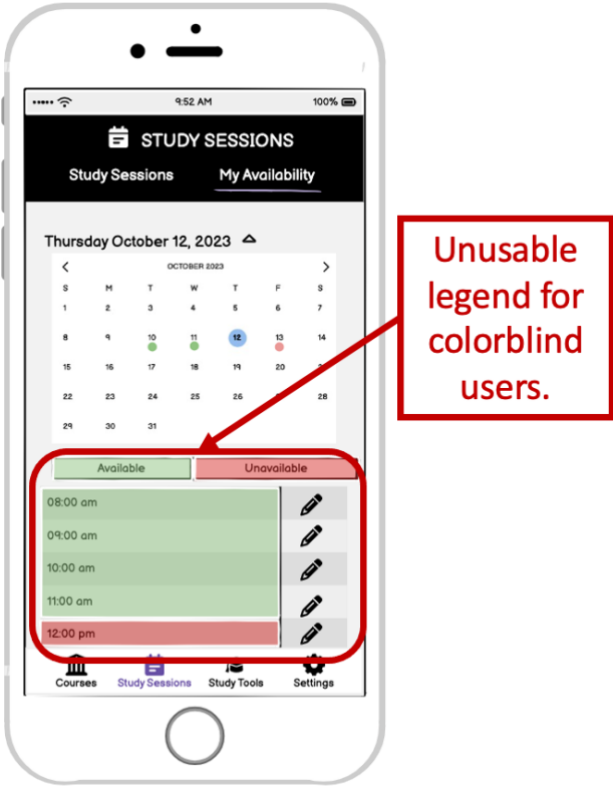 9:52 AM 100%
STUDY SESSIONS
Study Sessions My Availability
Thursday October 12, 2023
< OCTOBER 2023 >
S M T W T F S
1 2 3 4 5 6 7
8 9 10 11 12 13 14
15 16 17 18 19 20
22 23 24 25 26 28
29 30 31
Available Unavailable
08:00 am
09:00 am
10:00 am
11:00 am
12:00 pm
Courses Study Sessions Study Tools Settings
Unusable
legend for
colorblind
users.